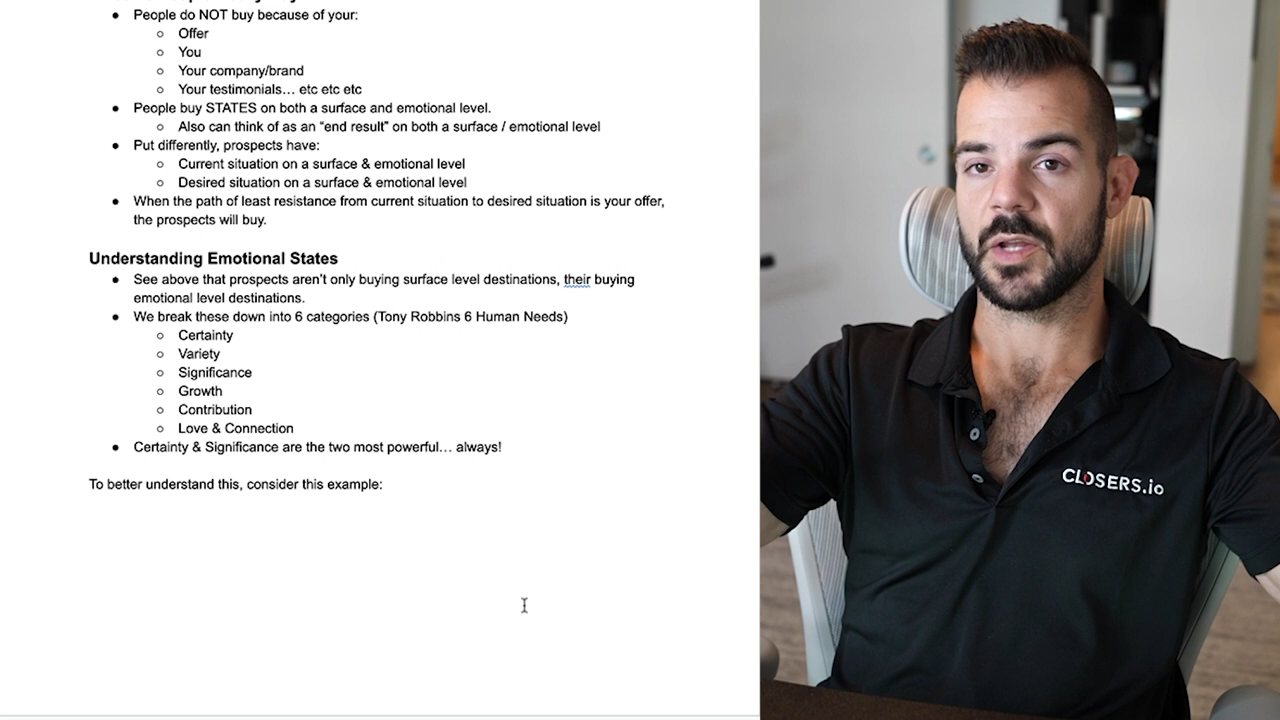 People do NOT buy because of your:
Offer
You
Your company/brand
Your testimonials… etc etc etc
People buy STATES on both a surface and emotional level.
Also can think of as an “end result” on both a surface / emotional level
Put differently, prospects have:
Current situation on a surface & emotional level
Desired situation on a surface & emotional level
When the path of least resistance from current situation to desired situation is your offer,
the prospects will buy.
Understanding Emotional States
See above that prospects aren’t only buying surface level destinations, their buying
emotional level destinations.
We break these down into 6 categories (Tony Robbins 6 Human Needs)
Certainty
Variety
Significance
Growth
Contribution
Love & Connection
Certainty & Significance are the two most powerful… always!
To better understand this, consider this example:
CLOSERS.io